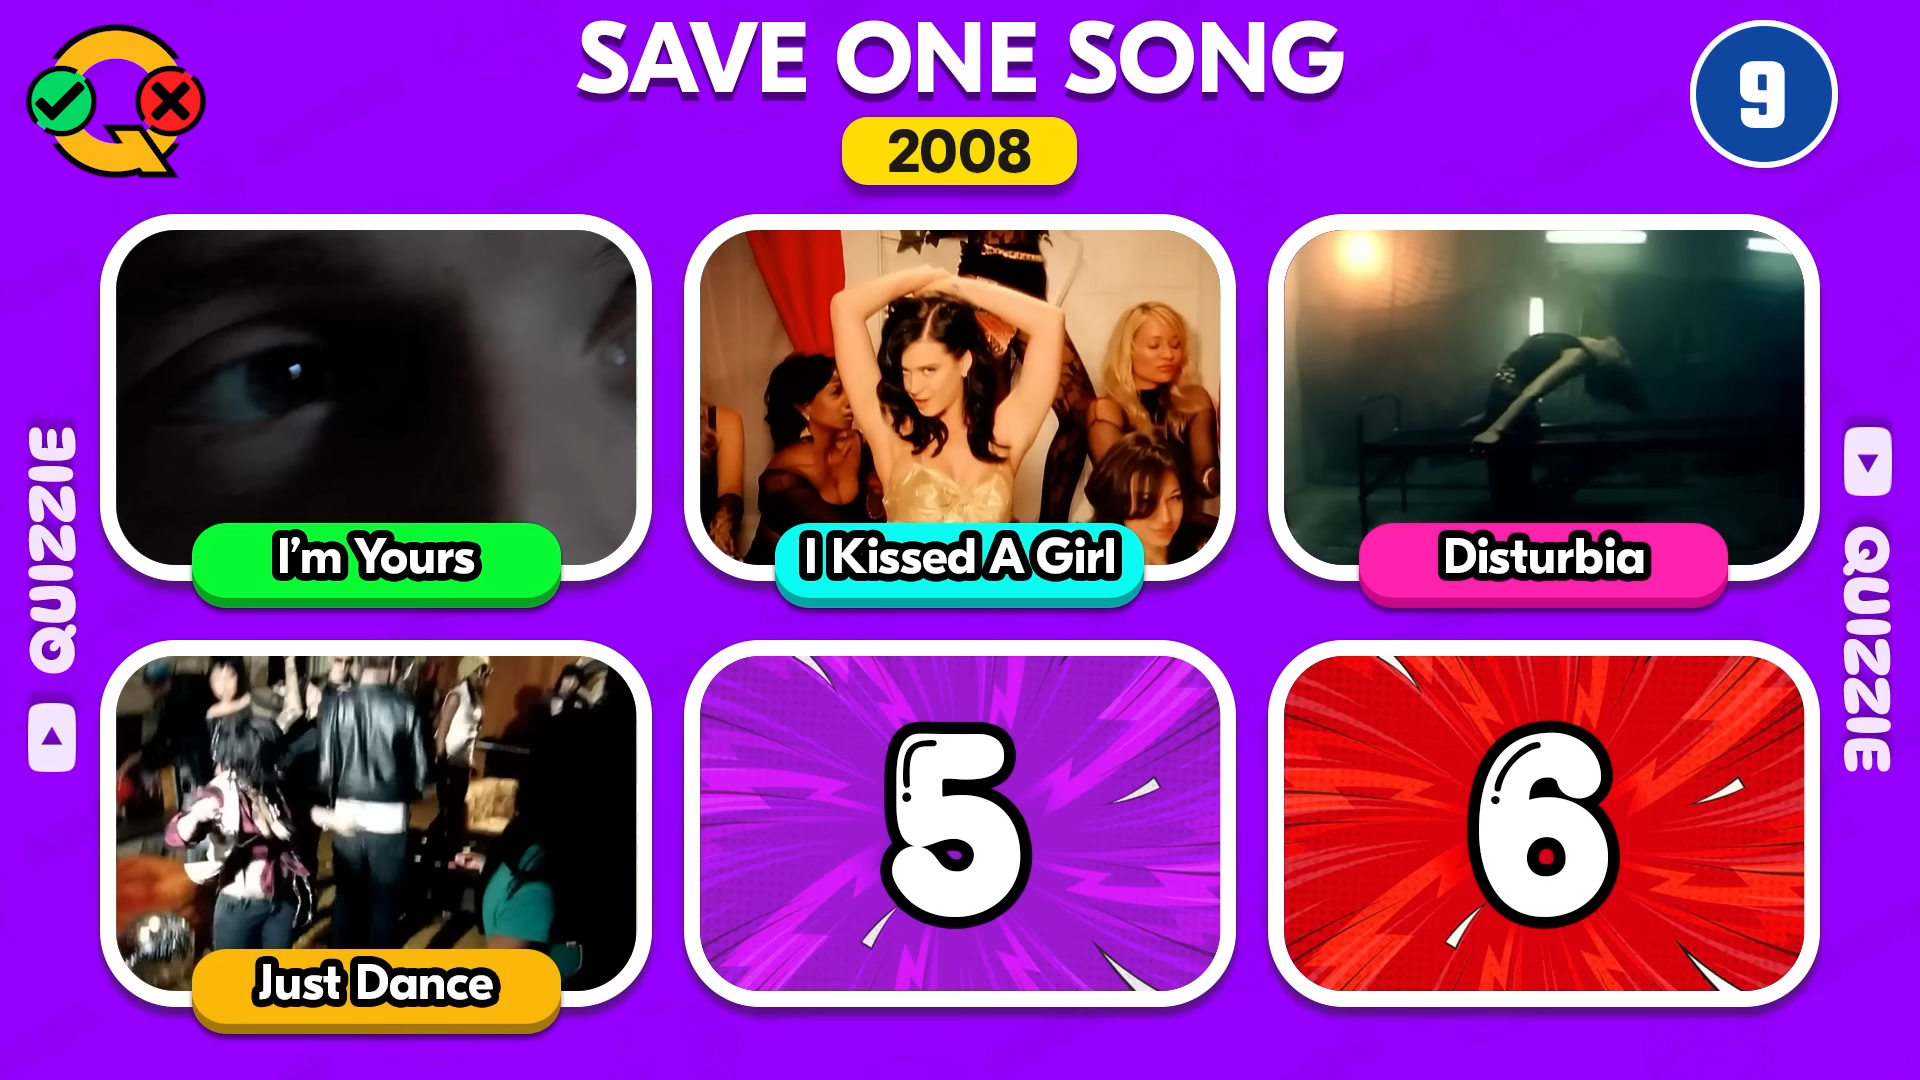 SAVE ONE SONG
2008
9
I'm Yours
I Kissed A Girl
Disturbia
Just Dance
5
6
QUIZZIE
QUIZZIE